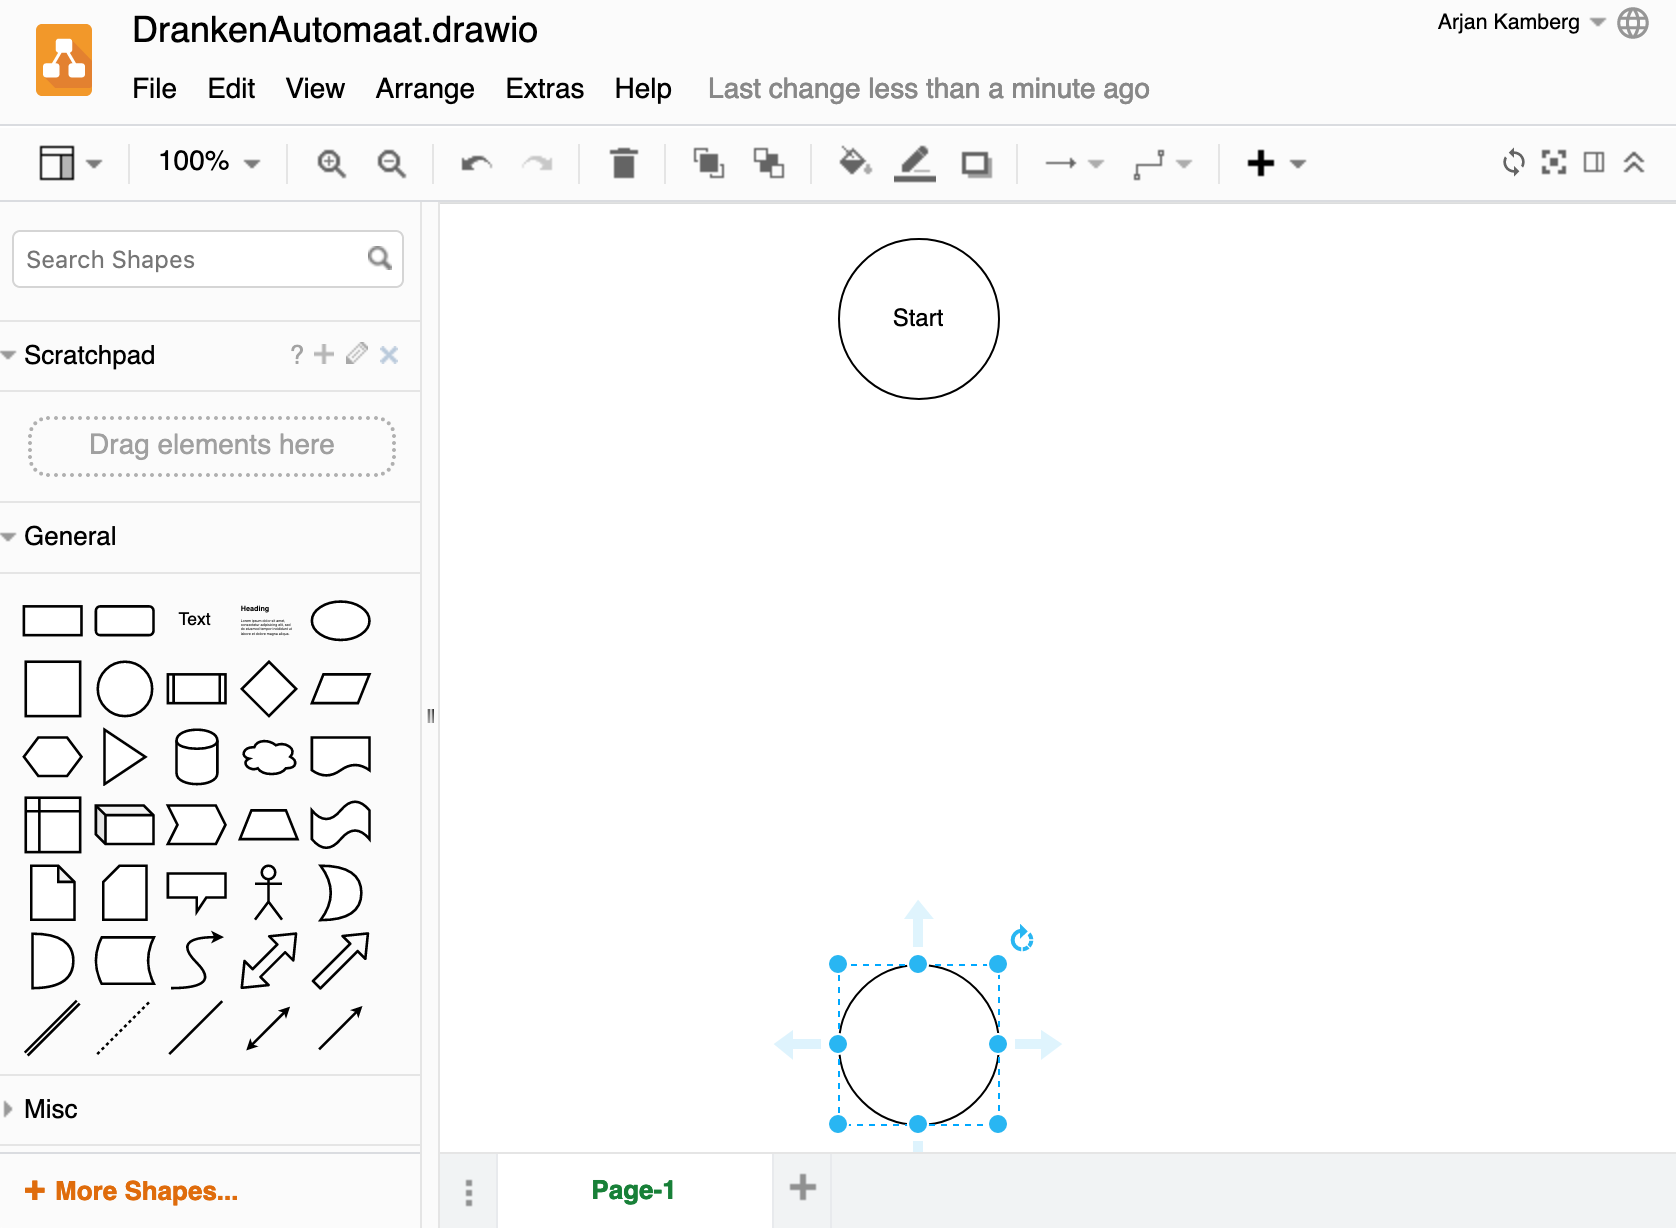 DrankenAutomaat.drawio
Arjan Kamberg
File Edit View Arrange Extras Help Last change less than a minute ago
100%
Search Shapes
Scratchpad
?
Drag elements here
General
Text
Heading
Misc
+ More Shapes...
Page-1
Start